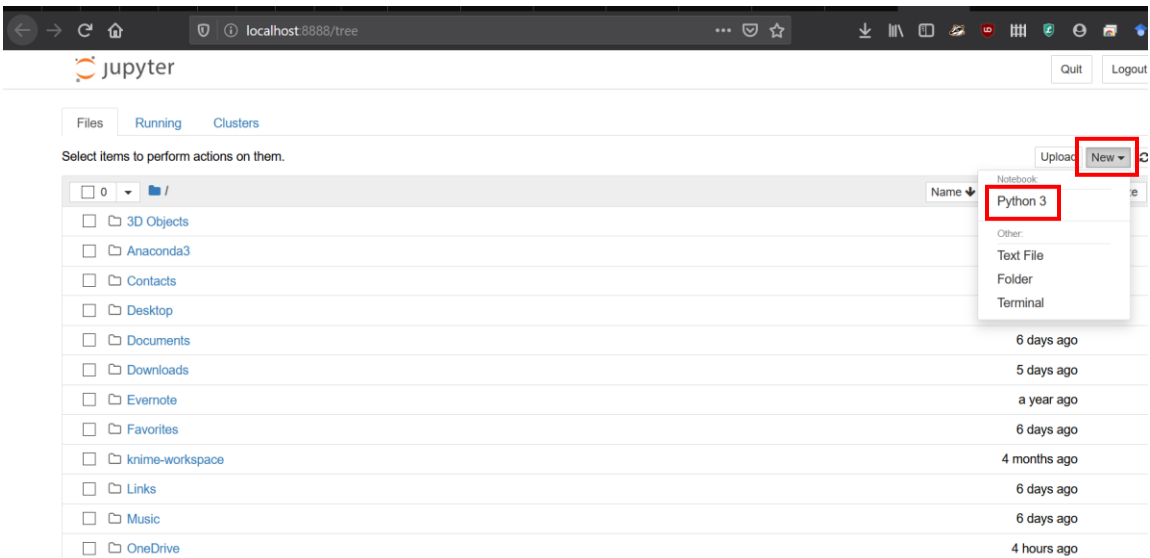 localhost:8888/tree
jupyter
Quit Logout
Files Running Clusters
Select items to perform actions on them.
Upload New
0 /
Name
Notebook:
Python 3
Other:
Text File
Folder
Terminal
3D Objects
Anaconda3
Contacts
Desktop
Documents 6 days ago
Downloads 5 days ago
Evernote a year ago
Favorites 6 days ago
knime-workspace 4 months ago
Links 6 days ago
Music 6 days ago
OneDrive 4 hours ago